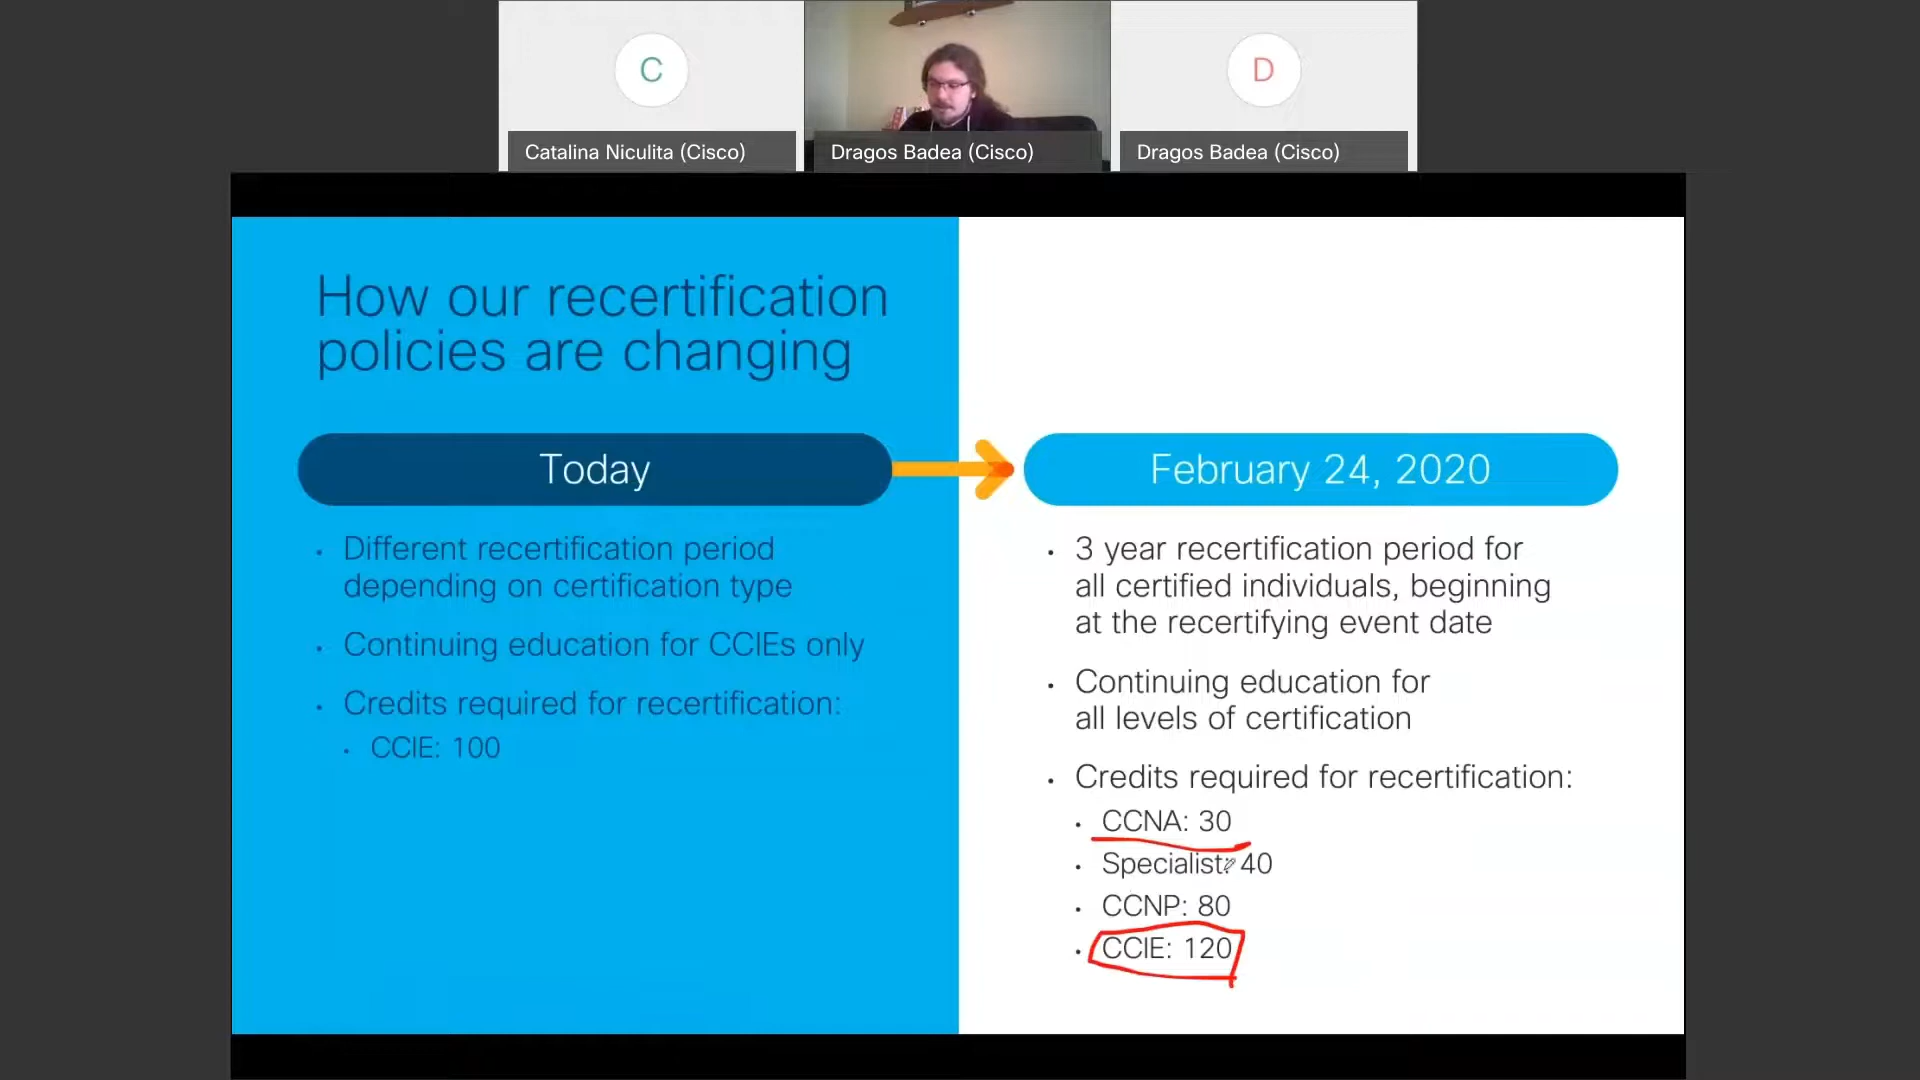 C
D
Catalina Niculita (Cisco)
Dragos Badea (Cisco)
Dragos Badea (Cisco)
How our recertification
policies are changing
Today
• Different recertification period
depending on certification type
• Continuing education for CCIEs only
• Credits required for recertification:
• CCIE: 100
February 24, 2020
• 3 year recertification period for
all certified individuals, beginning
at the recertifying event date
• Continuing education for
all levels of certification
• Credits required for recertification:
• CCNA: 30
• Specialist: 40
• CCNP: 80
• CCIE: 120